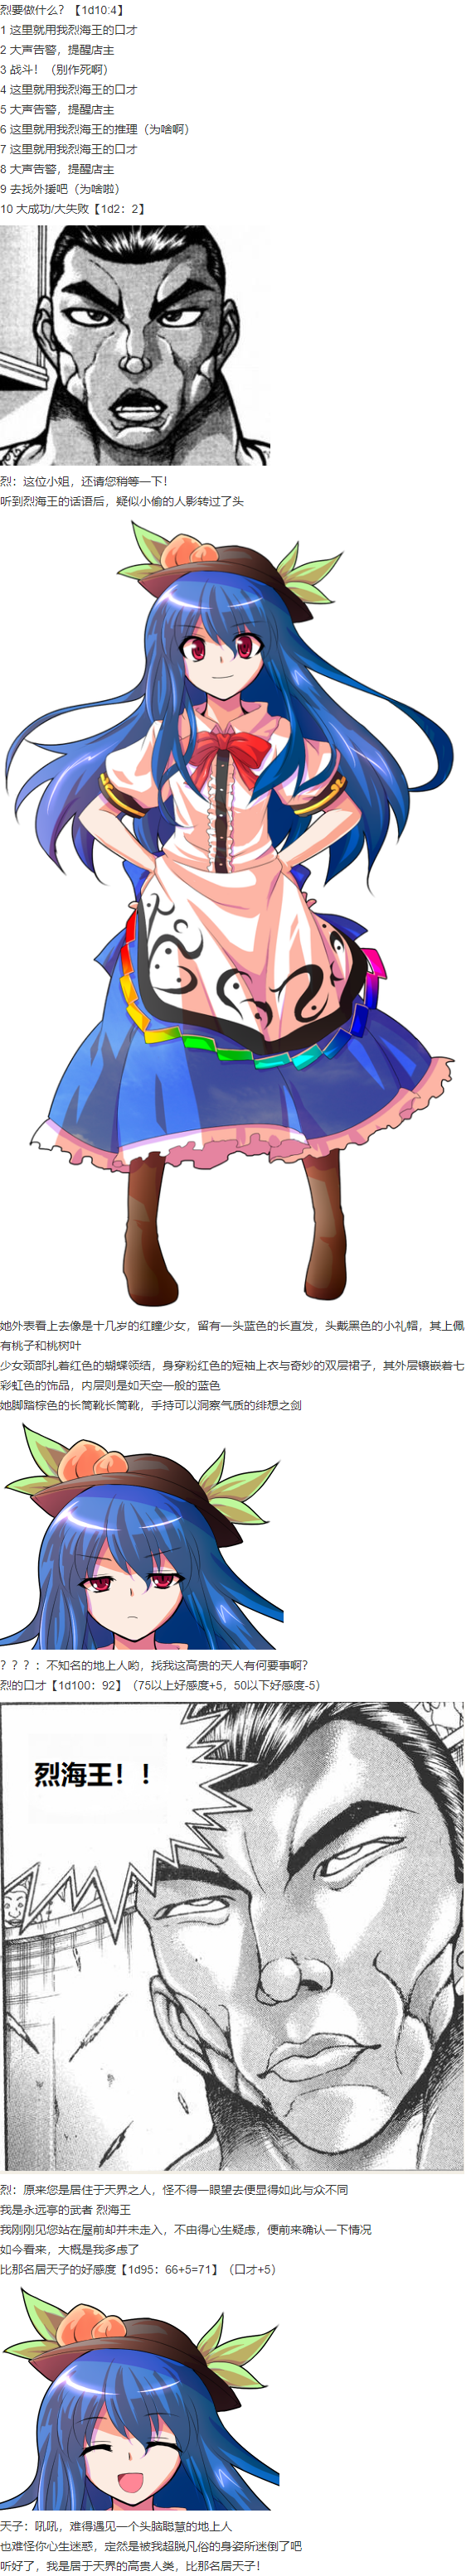 烈要做什么？【1d10:4】
1 这里就用我烈海王的口才
2 大声告警，提醒店主
3 战斗！（别作死啊）
4 这里就用我烈海王的口才
5 大声告警，提醒店主
6 这里就用我烈海王的推理（为啥啊）
7 这里就用我烈海王的口才
8 大声告警，提醒店主
9 去找外援吧（为啥啦）
10 大成功/大失败【1d2：2】
烈：这位小姐，还请您稍等一下！
听到烈海王的话语后，疑似小偷的人影转过了头
她外表看上去像是十几岁的红瞳少女，留有一头蓝色的长直发，头戴黑色的小礼帽，其上佩
有桃子和桃树叶
少女颈部扎着红色的蝴蝶领结，身穿粉红色的短袖上衣与奇妙的双层裙子，其外层镶嵌着七
彩虹色的饰品，内层则是如天空一般的蓝色
她脚踏棕色的长筒靴长筒靴，手持可以洞察气质的绯想之剑
？？？：不知名的地上人哟，找我这高贵的天人有何要事啊？
烈的口才【1d100：92】（75以上好感度+5，50以下好感度-5）
烈海王！！
烈：原来您是居住于天界之人，怪不得一眼望去便显得如此与众不同
我是永远亭的武者 烈海王
我刚刚见您站在屋前却并未走入，不由得心生疑虑，便前来确认一下情况
如今看来，大概是我多虑了
比那名居天子的好感度【1d95：66+5=71】（口才+5）
天子：吼吼，难得遇见一个头脑聪慧的地上人
也难怪你心生迷惑，定然是被我超脱凡俗的身姿所迷倒了吧
听好了，我是居于天界的高贵人类，比那名居天子！